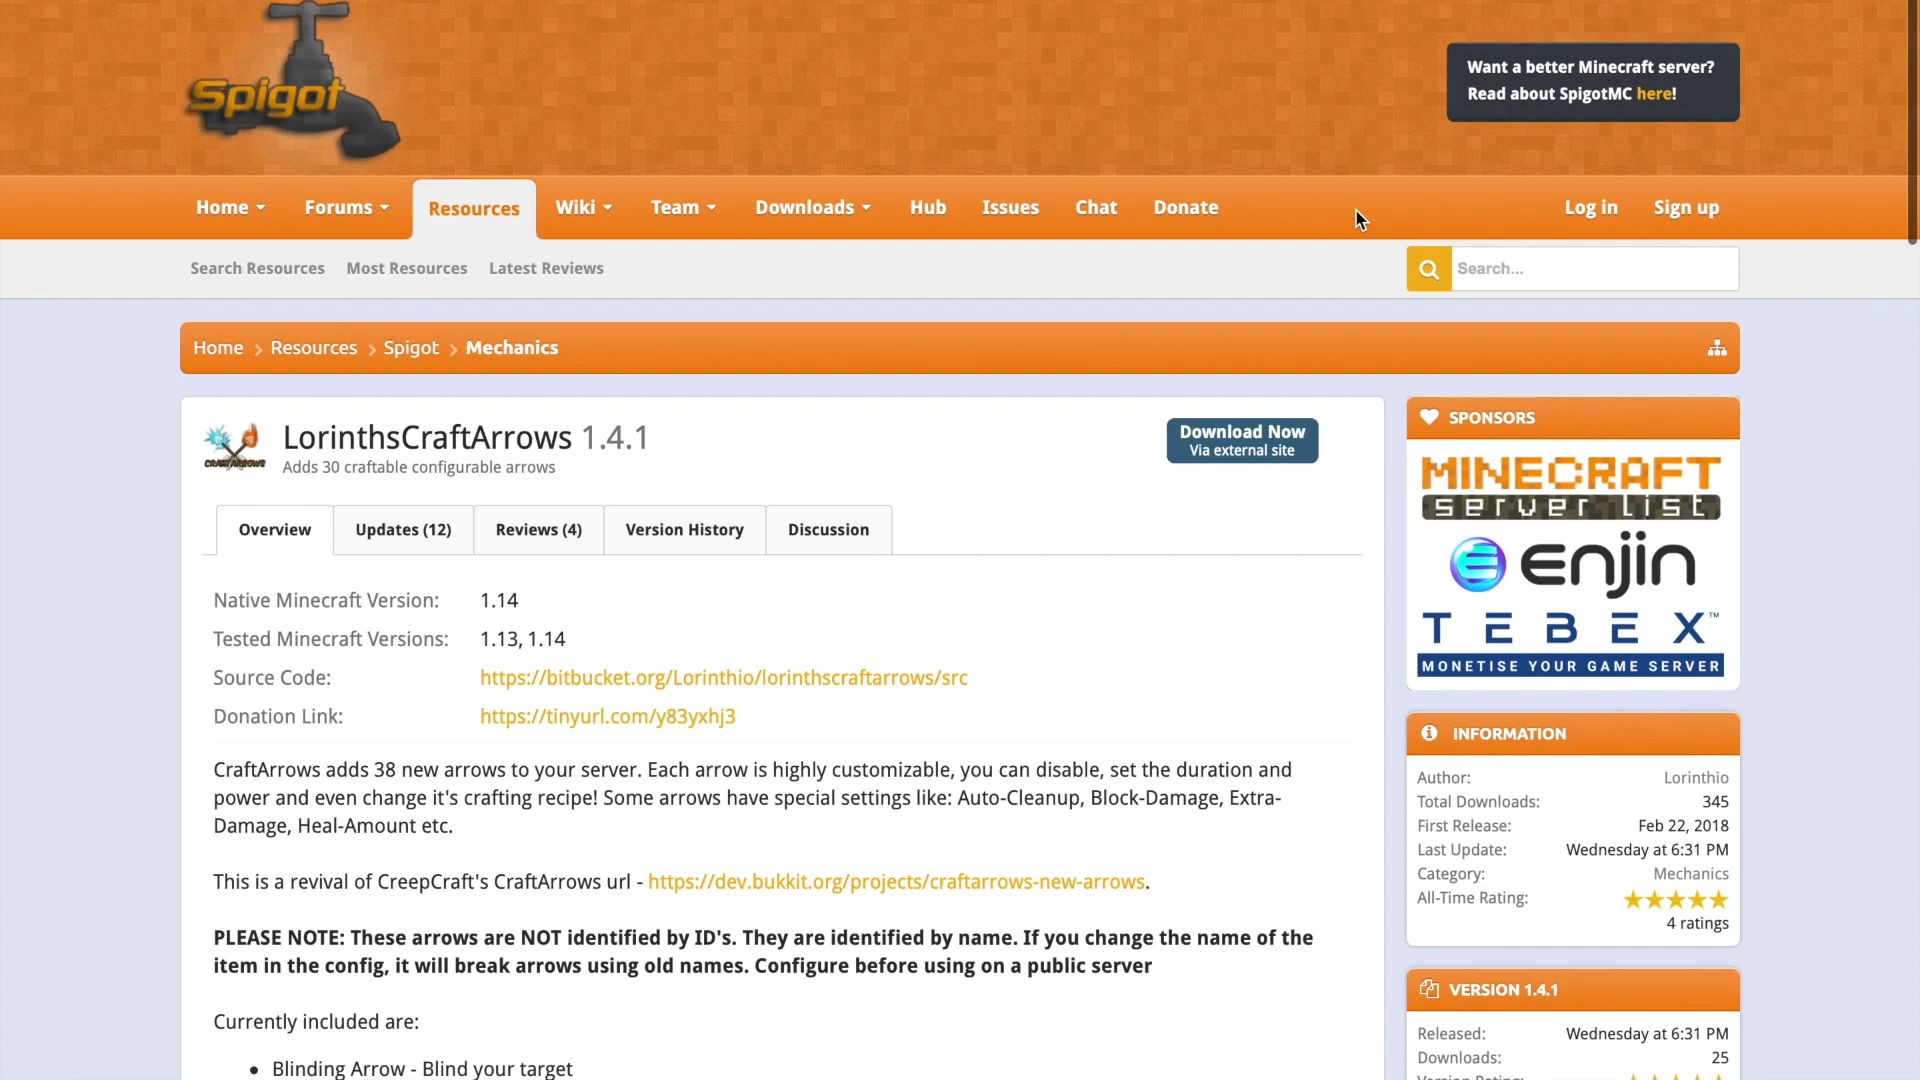 Spigot
Want a better Minecraft server?
Read about SpigotMC here!
Home
Forums
Resources
Wiki
Team
Downloads
Hub
Issues
Chat
Donate
Log in
Sign up
Search Resources
Most Resources
Latest Reviews
Search...
Home
Resources
Spigot
Mechanics
CRAFTARROWS
LorinthsCraftArrows 1.4.1
Adds 30 craftable configurable arrows
Download Now
Via external site
Overview
Updates (12)
Reviews (4)
Version History
Discussion
Native Minecraft Version: 1.14
Tested Minecraft Versions: 1.13, 1.14
Source Code: https://bitbucket.org/Lorinthio/lorinthscraftarrows/src
Donation Link: https://tinyurl.com/y83yxhj3
CraftArrows adds 38 new arrows to your server. Each arrow is highly customizable, you can disable, set the duration and
power and even change it's crafting recipe! Some arrows have special settings like: Auto-Cleanup, Block-Damage, Extra-
Damage, Heal-Amount etc.
This is a revival of CreepCraft's CraftArrows url - https://dev.bukkit.org/projects/craftarrows-new-arrows.
PLEASE NOTE: These arrows are NOT identified by ID's. They are identified by name. If you change the name of the
item in the config, it will break arrows using old names. Configure before using on a public server
Currently included are:
• Blinding Arrow - Blind your target
SPONSORS
MINECRAFT
server list
enjin
TEBEX™
MONETISE YOUR GAME SERVER
INFORMATION
Author: Lorinthio
Total Downloads: 345
First Release: Feb 22, 2018
Last Update: Wednesday at 6:31 PM
Category: Mechanics
All-Time Rating:
4 ratings
VERSION 1.4.1
Released: Wednesday at 6:31 PM
Downloads: 25
Version Rating: